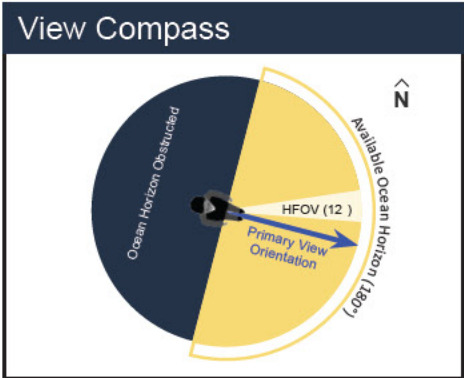 View Compass
N
Ocean Horizon Obstructed
Available Ocean Horizon (180°)
HFOV (12 )
Primary View
Orientation